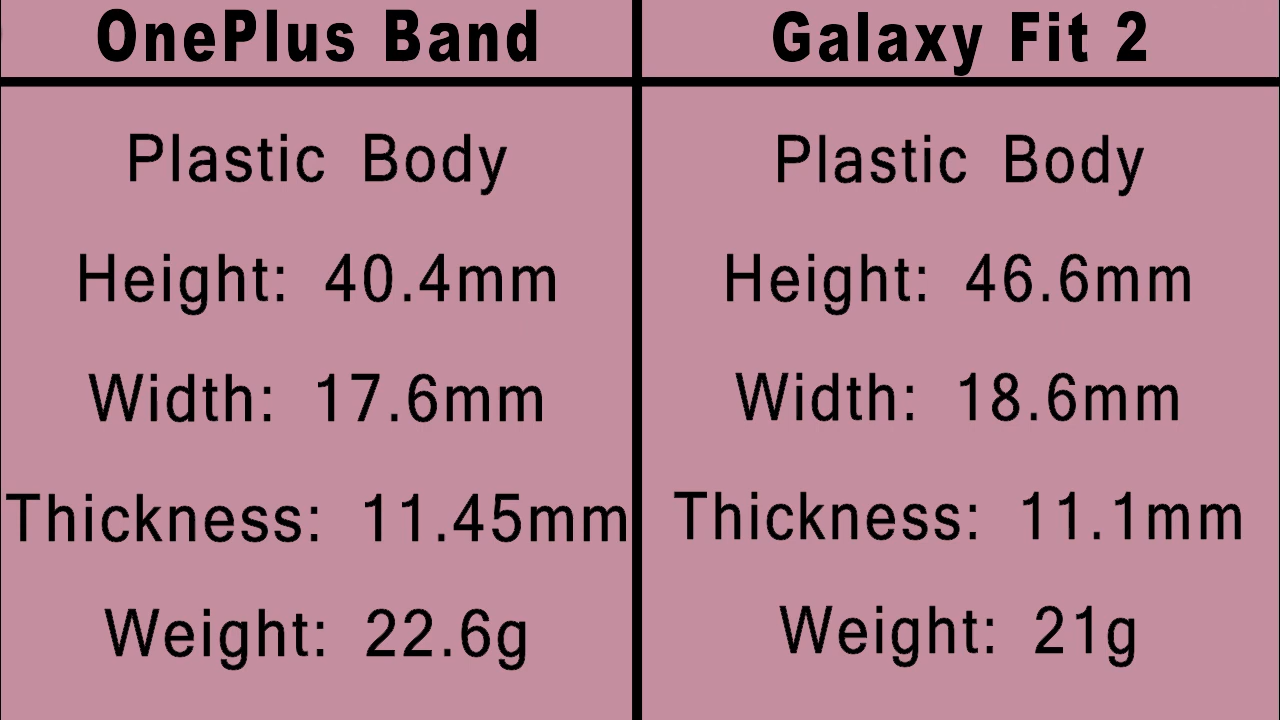 OnePlus Band
Galaxy Fit 2
Plastic Body
Plastic Body
Height: 40.4mm
Height: 46.6mm
Width: 17.6mm
Width: 18.6mm
Thickness: 11.45mm
Thickness: 11.1mm
Weight: 22.6g
Weight: 21g